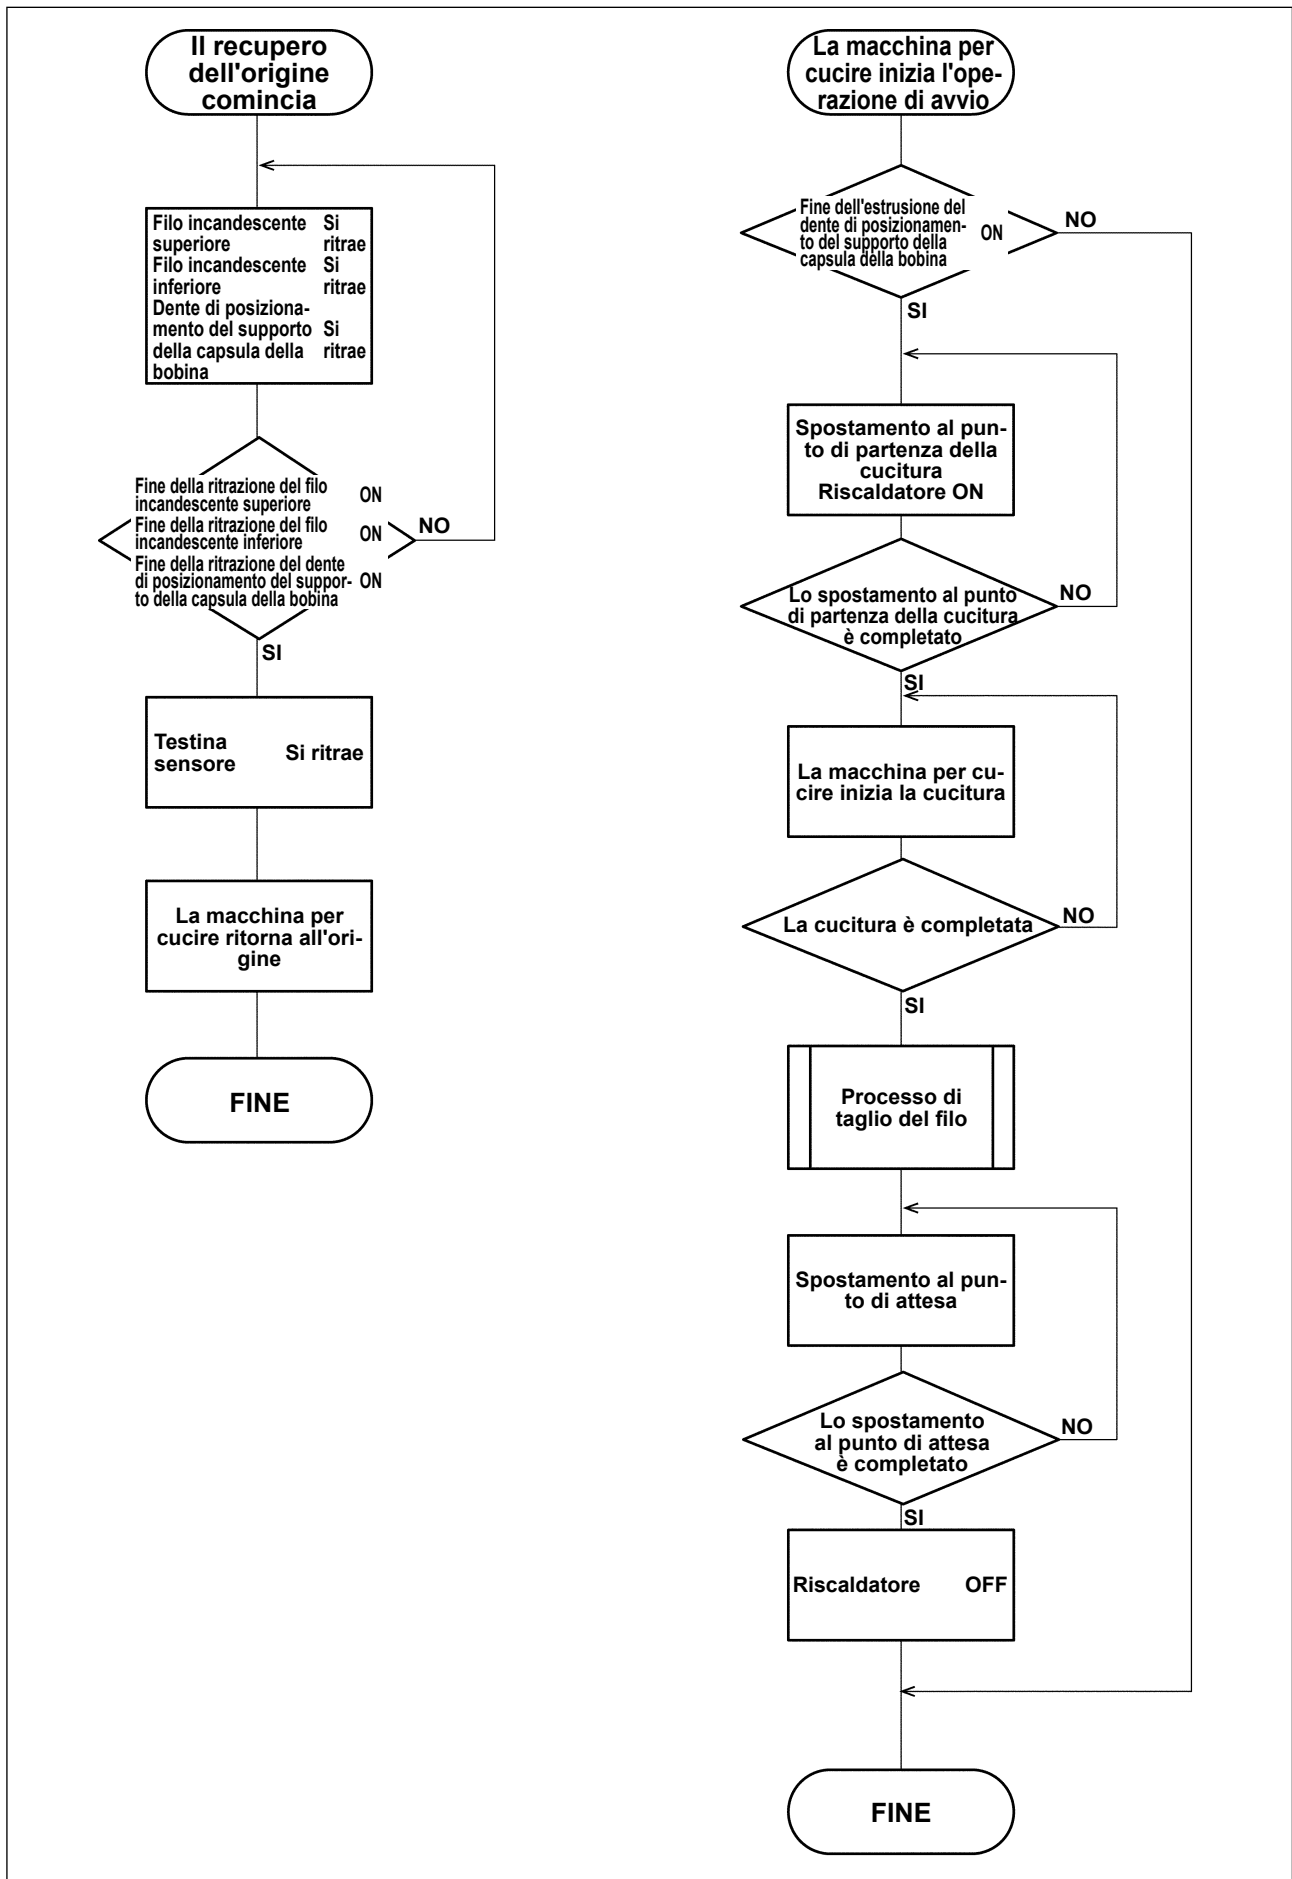 Il recupero
dell'origine
comincia
Filo incandescente Si
superiore ritrae
Filo incandescente Si
inferiore ritrae
Dente di posiziona-
mento del supporto Si
della capsula della ritrae
bobina
Fine della ritrazione del filo
incandescente superiore ON
Fine della ritrazione del filo
incandescente inferiore ON
Fine della ritrazione del dente
di posizionamento del suppor- ON
to della capsula della bobina
NO
SI
Testina
sensore Si ritrae
La macchina per
cucire ritorna all'ori-
gine
FINE
La macchina per
cucire inizia l'ope-
razione di avvio
Fine dell'estrusione del
dente di posizionamen-
to del supporto della ON
capsula della bobina
NO
SI
Spostamento al pun-
to di partenza della
cucitura
Riscaldatore ON
Lo spostamento al punto
di partenza della cucitura
è completato
NO
SI
La macchina per cu-
cire inizia la cucitura
La cucitura è completata
NO
SI
Processo di
taglio del filo
Spostamento al pun-
to di attesa
Lo spostamento
al punto di attesa
è completato
NO
SI
Riscaldatore OFF
FINE